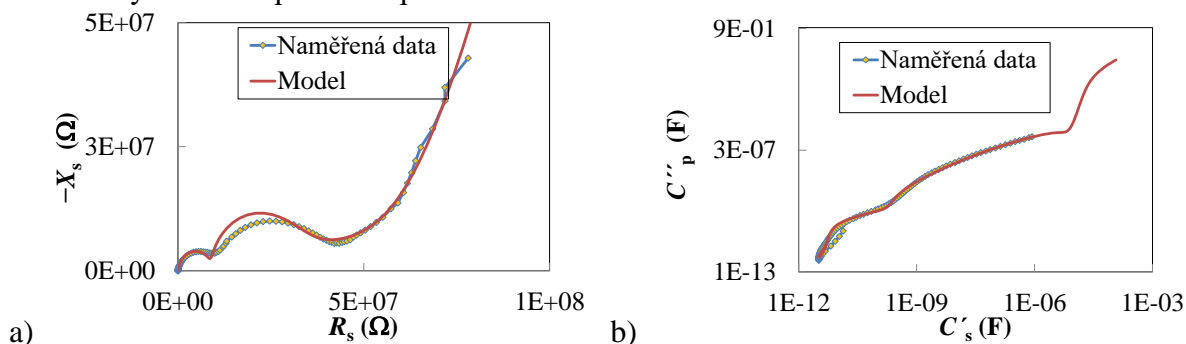 5E+07
3E+07
0E+00
−Xs (Ω)
Naměřená data
Model
0E+00
5E+07
1E+08
Rs (Ω)
a)
9E-01
3E-07
1E-13
C´´p (F)
Naměřená data
Model
1E-12
1E-09
1E-06
1E-03
C´s (F)
b)